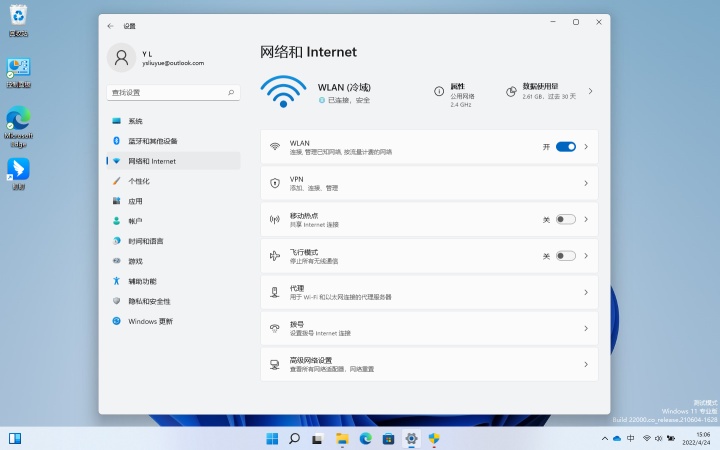 回收站
控制面板
Microsoft
Edge
设置
Y L
ysliuyue@outlook.com
查找设置
系统
蓝牙和其他设备
网络和 Internet
个性化
应用
帐户
时间和语言
游戏
辅助功能
隐私和安全性
Windows 更新
网络和 Internet
WLAN (冷域)
已连接，安全
属性
公用网络
2.4 GHz
数据使用量
2.61 GB，过去 30 天
WLAN
连接、管理已知网络、按流量计费的网络
开
VPN
添加、连接、管理
移动热点
共享 Internet 连接
关
飞行模式
停止所有无线通信
关
代理
用于 Wi-Fi 和以太网连接的代理服务器
拨号
设置拨号 Internet 连接
高级网络设置
查看所有网络适配器，网络重置
测试模式
Windows 11 专业版
Build 22000.co_release.210604-1628
中
15:06
2022/4/24